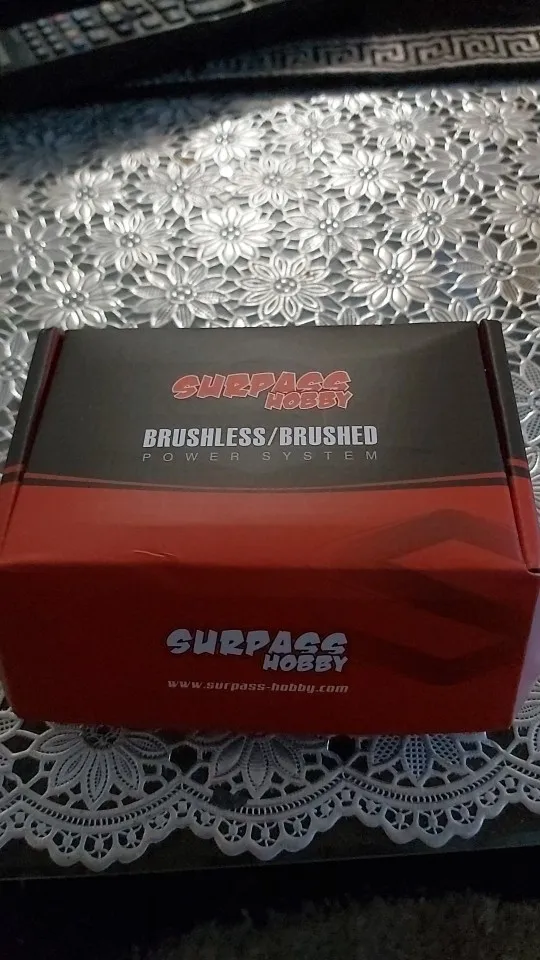 SURPASS
HOBBY
BRUSHLESS/BRUSHED
POWER SYSTEM
SURPASS
HOBBY
www.surpass-hobby.com